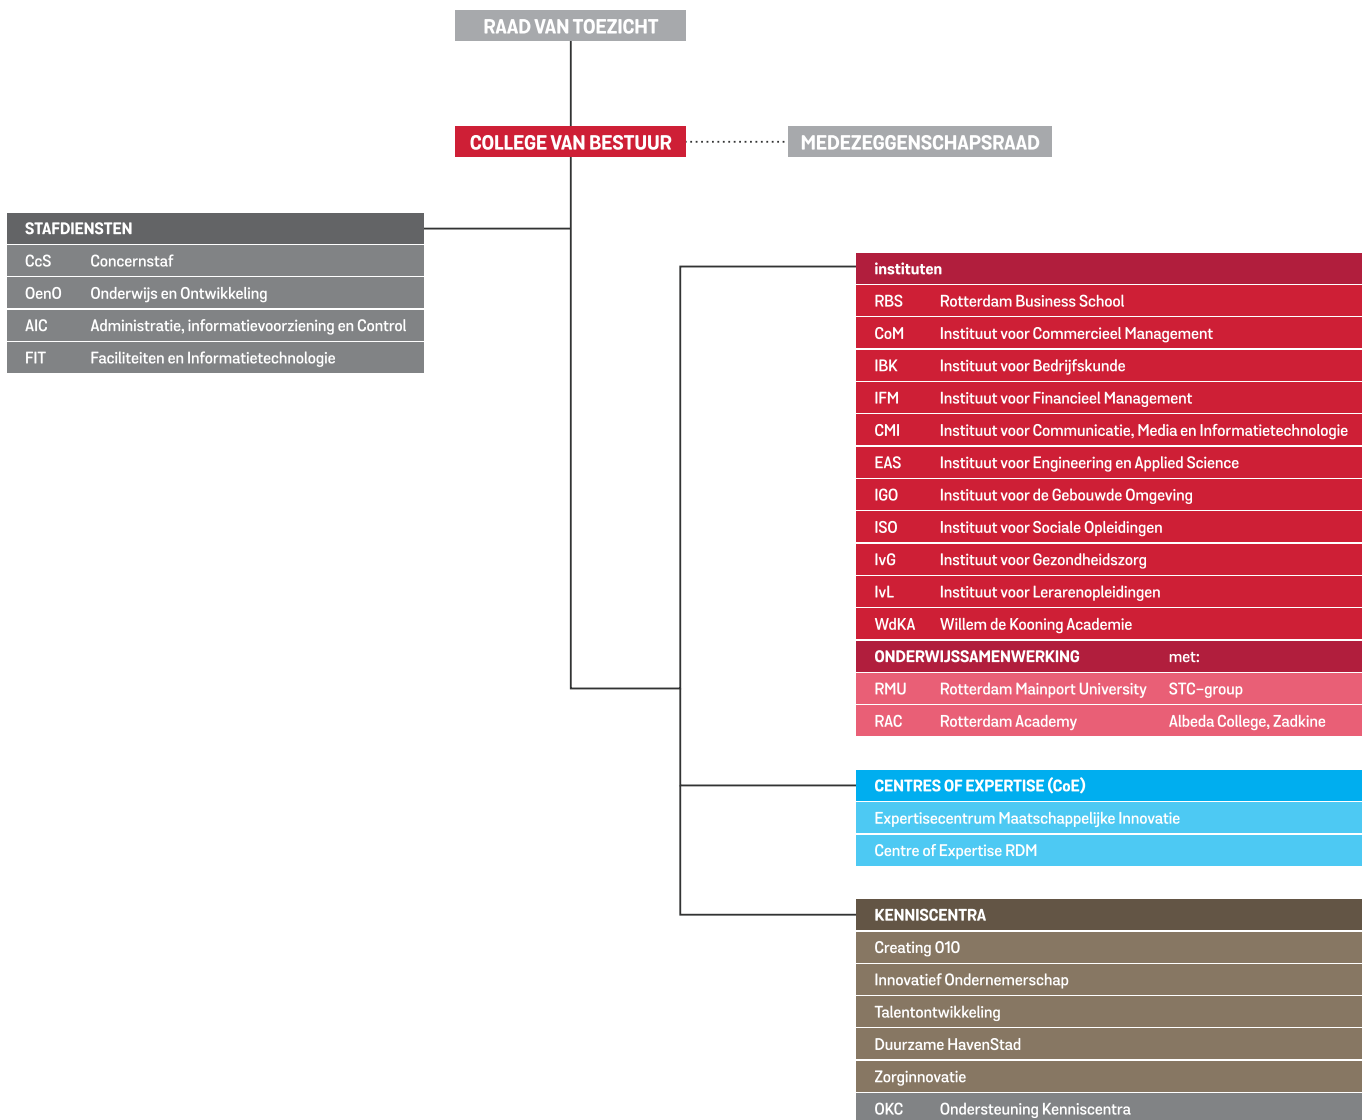 RAAD VAN TOEZICHT
COLLEGE VAN BESTUUR
MEDEZEGGENSCHAPSRAAD
STAFDIENSTEN
CcS Concernstaf
OenO Onderwijs en Ontwikkeling
AIC Administratie, informatievoorziening en Control
FIT Faciliteiten en Informatietechnologie
instituten
RBS Rotterdam Business School
CoM Instituut voor Commercieel Management
IBK Instituut voor Bedrijfskunde
IFM Instituut voor Financieel Management
CMI Instituut voor Communicatie, Media en Informatietechnologie
EAS Instituut voor Engineering en Applied Science
IGO Instituut voor de Gebouwde Omgeving
ISO Instituut voor Sociale Opleidingen
IvG Instituut voor Gezondheidszorg
IvL Instituut voor Lerarenopleidingen
WdKA Willem de Kooning Academie
ONDERWIJSSAMENWERKING met:
RMU Rotterdam Mainport University STC-group
RAC Rotterdam Academy Albeda College, Zadkine
CENTRES OF EXPERTISE (CoE)
Expertisecentrum Maatschappelijke Innovatie
Centre of Expertise RDM
KENNISCENTRA
Creating 010
Innovatief Ondernemerschap
Talentontwikkeling
Duurzame HavenStad
Zorginnovatie
OKC Ondersteuning Kenniscentra